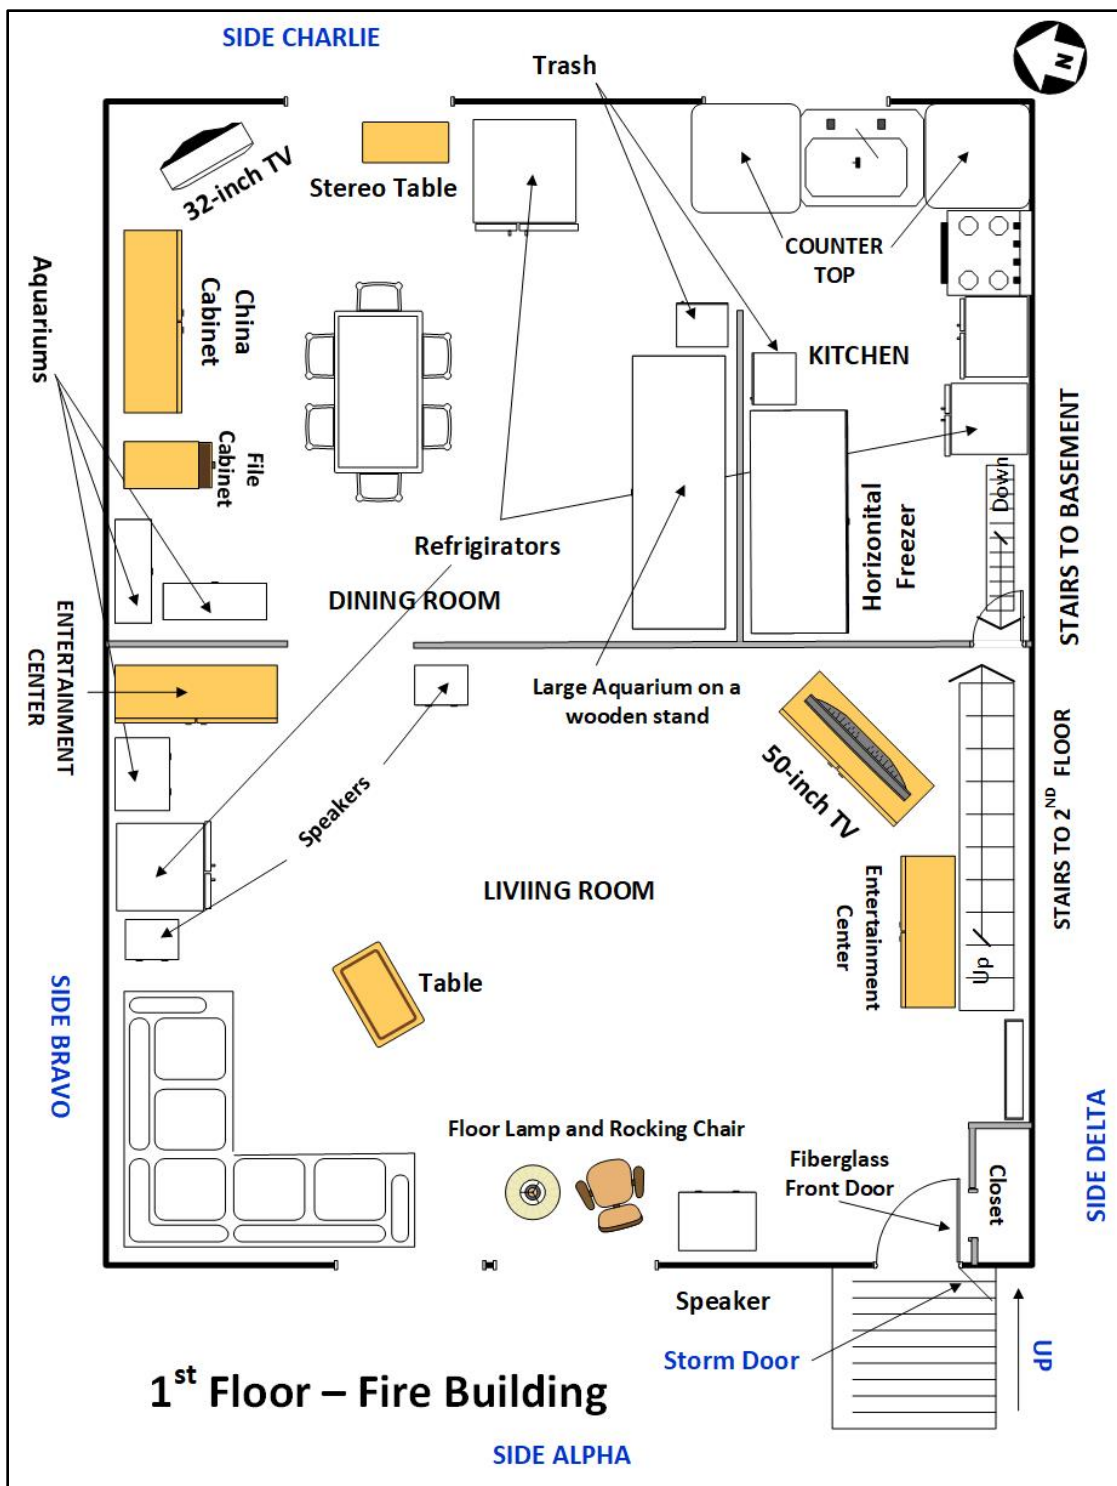 SIDE CHARLIE
N
Trash
32-inch TV
Stereo Table
COUNTER
TOP
Aquariums
China
Cabinet
KITCHEN
File
Cabinet
Down
Horizonital
Freezer
STAIRS TO BASEMENT
Refrigirators
DINING ROOM
ENTERTAINMENT
CENTER
Large Aquarium on a
wooden stand
50-inch TV
STAIRS TO 2ND FLOOR
Speakers
LIVIING ROOM
Entertainment
Center
Up
Table
SIDE BRAVO
SIDE DELTA
Floor Lamp and Rocking Chair
Fiberglass
Front Door
Closet
Speaker
Storm Door
UP
1st Floor – Fire Building
SIDE ALPHA